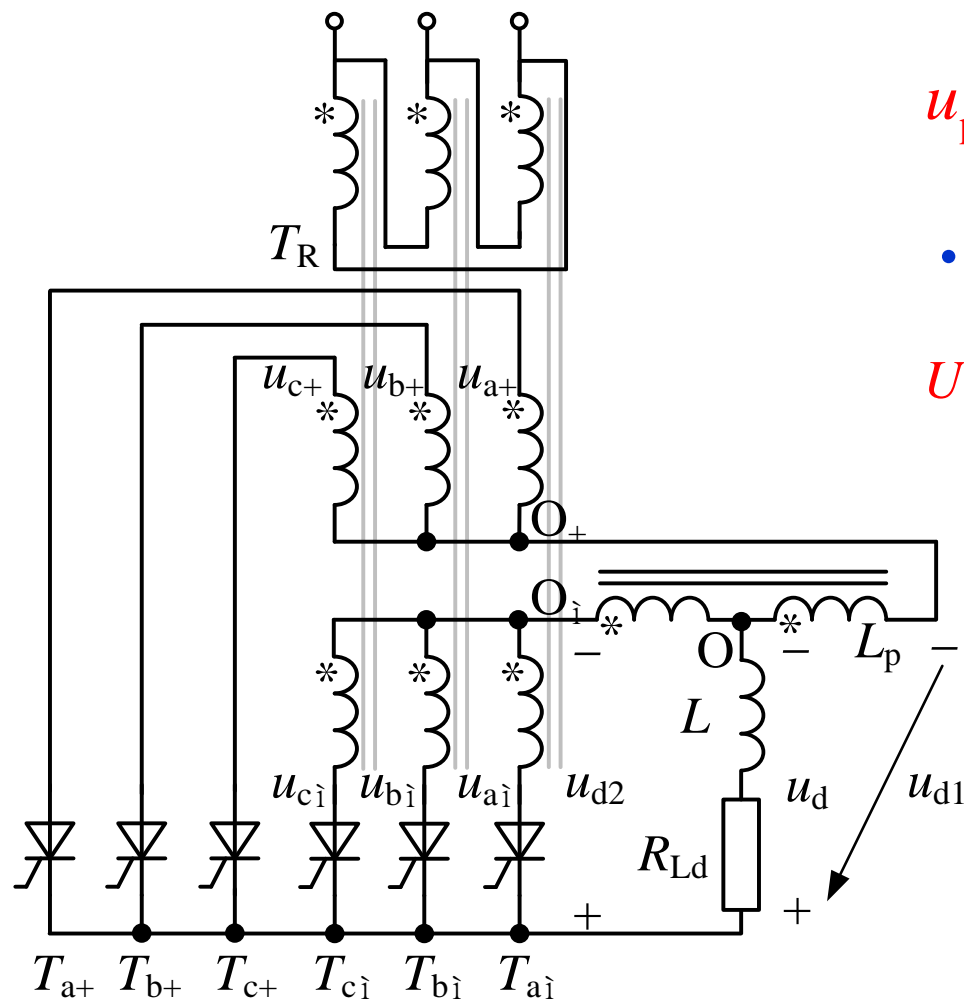 * * *
u
T_R
•
U
u_c+ u_b+ u_a+
* * *
O_+
O_ì
* *
− O − L_p −
* * *
L
u_cì u_bì u_aì u_d2 u_d u_d1
R_Ld
+ +
T_a+ T_b+ T_c+ T_cì T_bì T_aì